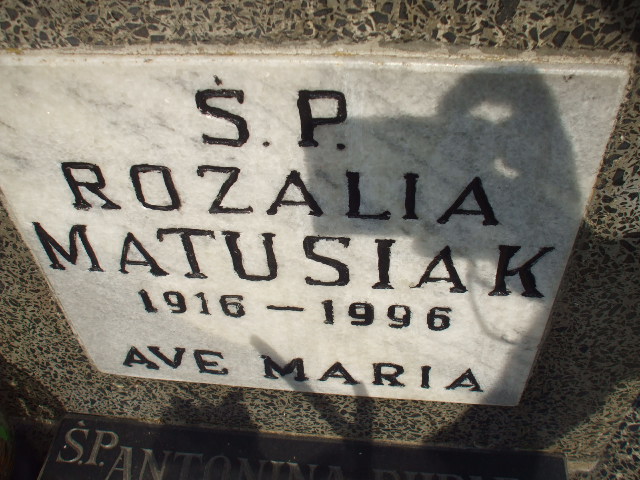 Ś.P.
ROZALIA
MATUSIAK
1916 - 1996
AVE MARIA
Ś.P. ANTONINA